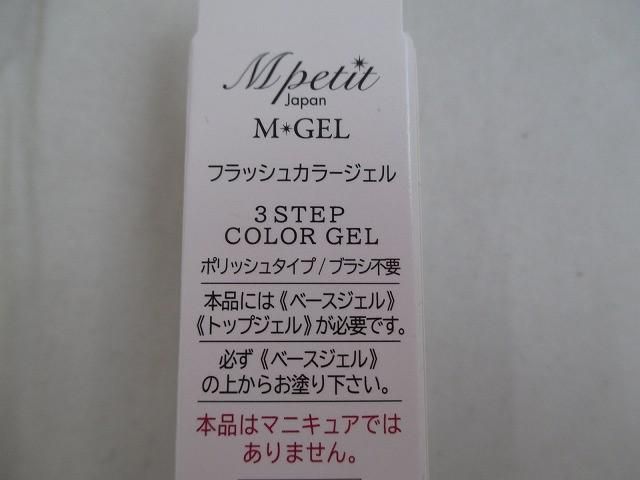 Mpetit
Japan
M*GEL
フラッシュカラージェル
3 STEP
COLOR GEL
ポリッシュタイプ/ブラシ不要
本品には《ベースジェル》
《トップジェル》が必要です。
必ず《ベースジェル》
の上からお塗り下さい。
本品はマニキュアでは
ありません。